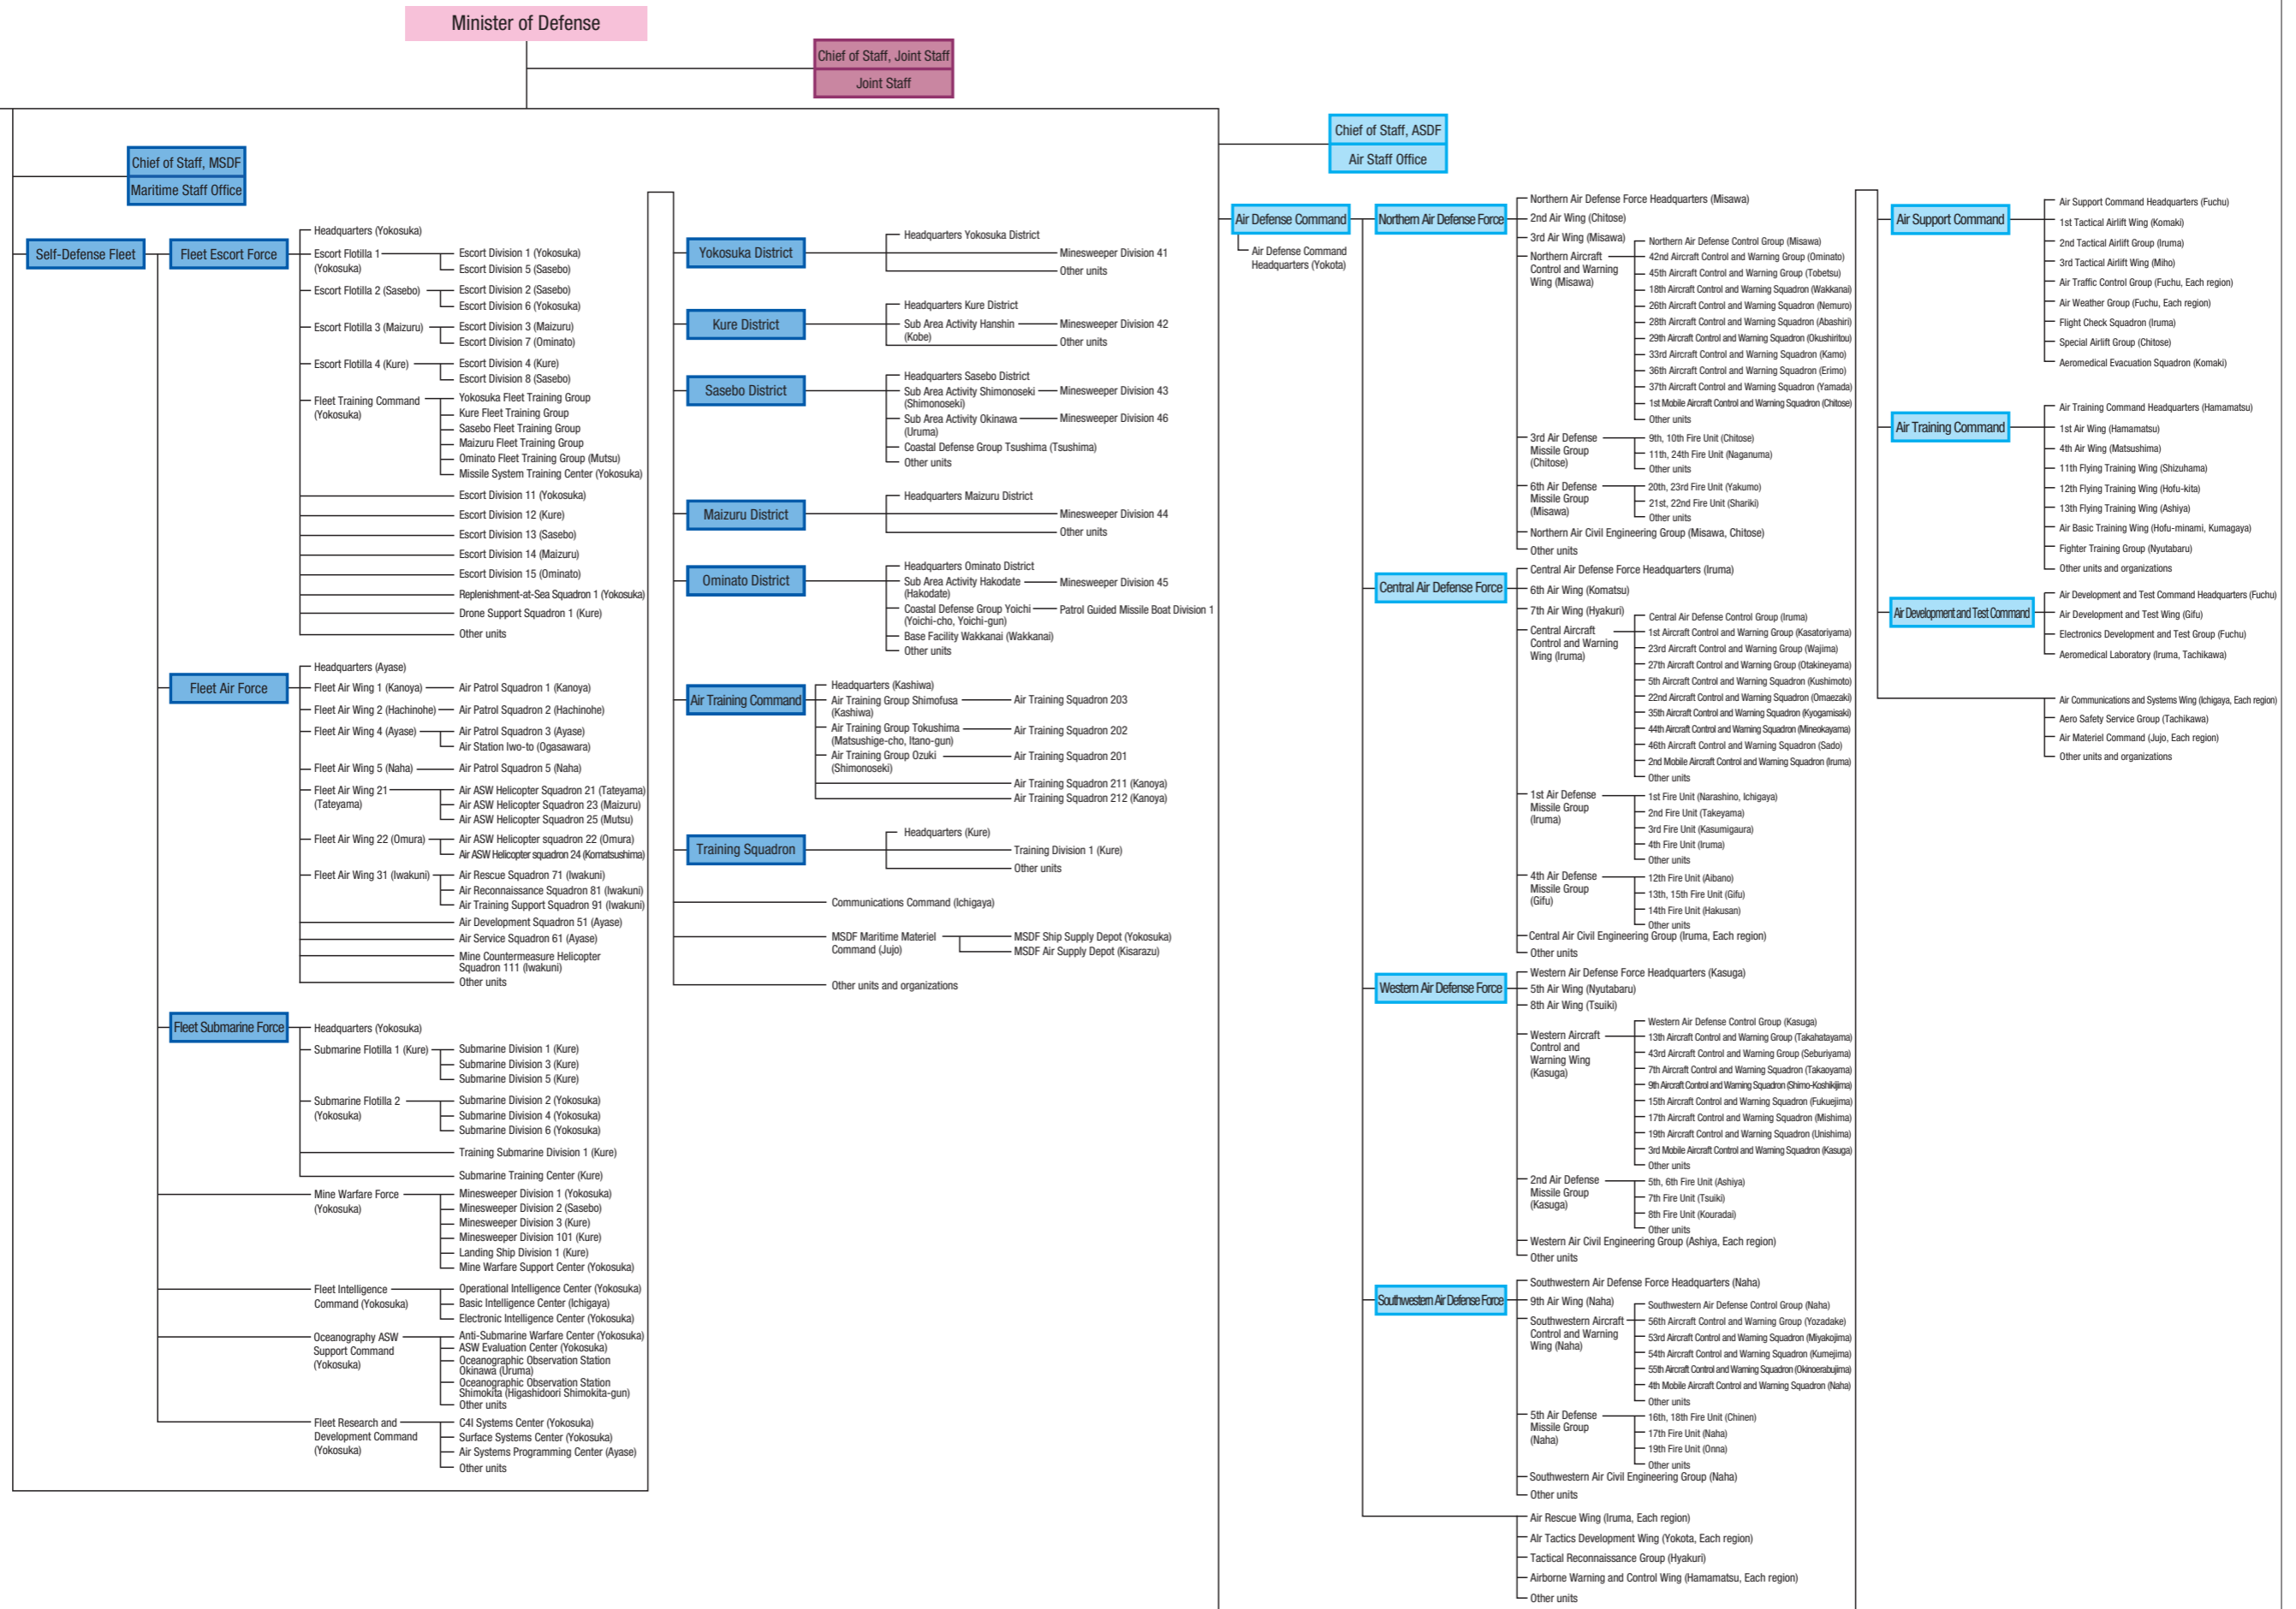 Minister of Defense
Chief of Staff, Joint Staff
Joint Staff
Chief of Staff, MSDF
Maritime Staff Office
Self-Defense Fleet
Fleet Escort Force
Headquarters (Yokosuka)
Escort Flotilla 1
(Yokosuka)
Escort Division 1 (Yokosuka)
Escort Division 5 (Sasebo)
Escort Flotilla 2 (Sasebo)
Escort Division 2 (Sasebo)
Escort Division 6 (Yokosuka)
Escort Flotilla 3 (Maizuru)
Escort Division 3 (Maizuru)
Escort Division 7 (Ominato)
Escort Flotilla 4 (Kure)
Escort Division 4 (Kure)
Escort Division 8 (Sasebo)
Fleet Training Command
(Yokosuka)
Yokosuka Fleet Training Group
Kure Fleet Training Group
Sasebo Fleet Training Group
Maizuru Fleet Training Group
Ominato Fleet Training Group (Mutsu)
Missile System Training Center (Yokosuka)
Escort Division 11 (Yokosuka)
Escort Division 12 (Kure)
Escort Division 13 (Sasebo)
Escort Division 14 (Maizuru)
Escort Division 15 (Ominato)
Replenishment-at-Sea Squadron 1 (Yokosuka)
Drone Support Squadron 1 (Kure)
Other units
Fleet Air Force
Headquarters (Ayase)
Fleet Air Wing 1 (Kanoya)
Air Patrol Squadron 1 (Kanoya)
Fleet Air Wing 2 (Hachinohe)
Air Patrol Squadron 2 (Hachinohe)
Fleet Air Wing 4 (Ayase)
Air Patrol Squadron 3 (Ayase)
Air Station Iwo-to (Ogasawara)
Fleet Air Wing 5 (Naha)
Air Patrol Squadron 5 (Naha)
Fleet Air Wing 21
(Tateyama)
Air ASW Helicopter Squadron 21 (Tateyama)
Air ASW Helicopter Squadron 23 (Maizuru)
Air ASW Helicopter Squadron 25 (Mutsu)
Fleet Air Wing 22 (Omura)
Air ASW Helicopter squadron 22 (Omura)
Air ASW Helicopter squadron 24 (Komatsushima)
Fleet Air Wing 31 (Iwakuni)
Air Rescue Squadron 71 (Iwakuni)
Air Reconnaissance Squadron 81 (Iwakuni)
Air Training Support Squadron 91 (Iwakuni)
Air Development Squadron 51 (Ayase)
Air Service Squadron 61 (Ayase)
Mine Countermeasure Helicopter
Squadron 111 (Iwakuni)
Other units
Fleet Submarine Force
Headquarters (Yokosuka)
Submarine Flotilla 1 (Kure)
Submarine Division 1 (Kure)
Submarine Division 3 (Kure)
Submarine Division 5 (Kure)
Submarine Flotilla 2
(Yokosuka)
Submarine Division 2 (Yokosuka)
Submarine Division 4 (Yokosuka)
Submarine Division 6 (Yokosuka)
Training Submarine Division 1 (Kure)
Submarine Training Center (Kure)
Mine Warfare Force
(Yokosuka)
Minesweeper Division 1 (Yokosuka)
Minesweeper Division 2 (Sasebo)
Minesweeper Division 3 (Kure)
Minesweeper Division 101 (Kure)
Landing Ship Division 1 (Kure)
Mine Warfare Support Center (Yokosuka)
Fleet Intelligence
Command (Yokosuka)
Operational Intelligence Center (Yokosuka)
Basic Intelligence Center (Ichigaya)
Electronic Intelligence Center (Yokosuka)
Oceanography ASW
Support Command
(Yokosuka)
Anti-Submarine Warfare Center (Yokosuka)
ASW Evaluation Center (Yokosuka)
Oceanographic Observation Station
Okinawa (Uruma)
Oceanographic Observation Station
Shimokita (Higashidoori Shimokita-gun)
Other units
Fleet Research and
Development Command
(Yokosuka)
C4I Systems Center (Yokosuka)
Surface Systems Center (Yokosuka)
Air Systems Programming Center (Ayase)
Other units
Yokosuka District
Headquarters Yokosuka District
Minesweeper Division 41
Other units
Kure District
Headquarters Kure District
Sub Area Activity Hanshin
(Kobe)
Minesweeper Division 42
Other units
Sasebo District
Headquarters Sasebo District
Sub Area Activity Shimonoseki
(Shimonoseki)
Minesweeper Division 43
Sub Area Activity Okinawa
(Uruma)
Minesweeper Division 46
Coastal Defense Group Tsushima (Tsushima)
Other units
Maizuru District
Headquarters Maizuru District
Minesweeper Division 44
Other units
Ominato District
Headquarters Ominato District
Sub Area Activity Hakodate
(Hakodate)
Minesweeper Division 45
Coastal Defense Group Yoichi
(Yoichi-cho, Yoichi-gun)
Patrol Guided Missile Boat Division 1
Base Facility Wakkanai (Wakkanai)
Other units
Air Training Command
Headquarters (Kashiwa)
Air Training Group Shimofusa
(Kashiwa)
Air Training Squadron 203
Air Training Group Tokushima
(Matsushige-cho, Itano-gun)
Air Training Squadron 202
Air Training Group Ozuki
(Shimonoseki)
Air Training Squadron 201
Air Training Squadron 211 (Kanoya)
Air Training Squadron 212 (Kanoya)
Training Squadron
Headquarters (Kure)
Training Division 1 (Kure)
Other units
Communications Command (Ichigaya)
MSDF Maritime Materiel
Command (Jujo)
MSDF Ship Supply Depot (Yokosuka)
MSDF Air Supply Depot (Kisarazu)
Other units and organizations
Chief of Staff, ASDF
Air Staff Office
Air Defense Command
Air Defense Command
Headquarters (Yokota)
Northern Air Defense Force
Northern Air Defense Force Headquarters (Misawa)
2nd Air Wing (Chitose)
3rd Air Wing (Misawa)
Northern Aircraft
Control and Warning
Wing (Misawa)
Northern Air Defense Control Group (Misawa)
42nd Aircraft Control and Warning Group (Ominato)
45th Aircraft Control and Warning Group (Tobetsu)
18th Aircraft Control and Warning Squadron (Wakkanai)
26th Aircraft Control and Warning Squadron (Nemuro)
28th Aircraft Control and Warning Squadron (Abashiri)
29th Aircraft Control and Warning Squadron (Okushiritou)
33rd Aircraft Control and Warning Squadron (Kamo)
36th Aircraft Control and Warning Squadron (Erimo)
37th Aircraft Control and Warning Squadron (Yamada)
1st Mobile Aircraft Control and Warning Squadron (Chitose)
Other units
3rd Air Defense
Missile Group
(Chitose)
9th, 10th Fire Unit (Chitose)
11th, 24th Fire Unit (Naganuma)
Other units
6th Air Defense
Missile Group
(Misawa)
20th, 23rd Fire Unit (Yakumo)
21st, 22nd Fire Unit (Shariki)
Other units
Northern Air Civil Engineering Group (Misawa, Chitose)
Other units
Central Air Defense Force
Central Air Defense Force Headquarters (Iruma)
6th Air Wing (Komatsu)
7th Air Wing (Hyakuri)
Central Aircraft
Control and Warning
Wing (Iruma)
Central Air Defense Control Group (Iruma)
1st Aircraft Control and Warning Group (Kasatoriyama)
23rd Aircraft Control and Warning Group (Wajima)
27th Aircraft Control and Warning Group (Otakineyama)
5th Aircraft Control and Warning Squadron (Kushimoto)
22nd Aircraft Control and Warning Squadron (Omaezaki)
35th Aircraft Control and Warning Squadron (Kyogamisaki)
44th Aircraft Control and Warning Squadron (Mineokayama)
46th Aircraft Control and Warning Squadron (Sado)
2nd Mobile Aircraft Control and Warning Squadron (Iruma)
Other units
1st Air Defense
Missile Group
(Iruma)
1st Fire Unit (Narashino, Ichigaya)
2nd Fire Unit (Takeyama)
3rd Fire Unit (Kasumigaura)
4th Fire Unit (Iruma)
Other units
4th Air Defense
Missile Group
(Gifu)
12th Fire Unit (Aibano)
13th, 15th Fire Unit (Gifu)
14th Fire Unit (Hakusan)
Other units
Central Air Civil Engineering Group (Iruma, Each region)
Other units
Western Air Defense Force
Western Air Defense Force Headquarters (Kasuga)
5th Air Wing (Nyutabaru)
8th Air Wing (Tsuiki)
Western Aircraft
Control and
Warning Wing
(Kasuga)
Western Air Defense Control Group (Kasuga)
13th Aircraft Control and Warning Group (Takahatayama)
43rd Aircraft Control and Warning Group (Seburiyama)
7th Aircraft Control and Warning Squadron (Takaoyama)
9th Aircraft Control and Warning Squadron (Shimo-Koshikijima)
15th Aircraft Control and Warning Squadron (Fukuejima)
17th Aircraft Control and Warning Squadron (Mishima)
19th Aircraft Control and Warning Squadron (Unishima)
3rd Mobile Aircraft Control and Warning Squadron (Kasuga)
Other units
2nd Air Defense
Missile Group
(Kasuga)
5th, 6th Fire Unit (Ashiya)
7th Fire Unit (Tsuiki)
8th Fire Unit (Kouradai)
Other units
Western Air Civil Engineering Group (Ashiya, Each region)
Other units
Southwestern Air Defense Force
Southwestern Air Defense Force Headquarters (Naha)
9th Air Wing (Naha)
Southwestern Aircraft
Control and Warning
Wing (Naha)
Southwestern Air Defense Control Group (Naha)
56th Aircraft Control and Warning Group (Yozadake)
53rd Aircraft Control and Warning Squadron (Miyakojima)
54th Aircraft Control and Warning Squadron (Kumejima)
55th Aircraft Control and Warning Squadron (Okinoerabujima)
4th Mobile Aircraft Control and Warning Squadron (Naha)
Other units
5th Air Defense
Missile Group
(Naha)
16th, 18th Fire Unit (Chinen)
17th Fire Unit (Naha)
19th Fire Unit (Onna)
Other units
Southwestern Air Civil Engineering Group (Naha)
Other units
Air Rescue Wing (Iruma, Each region)
AIr Tactics Development Wing (Yokota, Each region)
Tactical Reconnaissance Group (Hyakuri)
Airborne Warning and Control Wing (Hamamatsu, Each region)
Other units
Air Support Command
Air Support Command Headquarters (Fuchu)
1st Tactical Airlift Wing (Komaki)
2nd Tactical Airlift Group (Iruma)
3rd Tactical Airlift Wing (Miho)
Air Traffic Control Group (Fuchu, Each region)
Air Weather Group (Fuchu, Each region)
Flight Check Squadron (Iruma)
Special Airlift Group (Chitose)
Aeromedical Evacuation Squadron (Komaki)
Air Training Command
Air Training Command Headquarters (Hamamatsu)
1st Air Wing (Hamamatsu)
4th Air Wing (Matsushima)
11th Flying Training Wing (Shizuhama)
12th Flying Training Wing (Hofu-kita)
13th Flying Training Wing (Ashiya)
Air Basic Training Wing (Hofu-minami, Kumagaya)
Fighter Training Group (Nyutabaru)
Other units and organizations
Air Development and Test Command
Air Development and Test Command Headquarters (Fuchu)
Air Development and Test Wing (Gifu)
Electronics Development and Test Group (Fuchu)
Aeromedical Laboratory (Iruma, Tachikawa)
Air Communications and Systems Wing (Ichigaya, Each region)
Aero Safety Service Group (Tachikawa)
Air Materiel Command (Jujo, Each region)
Other units and organizations